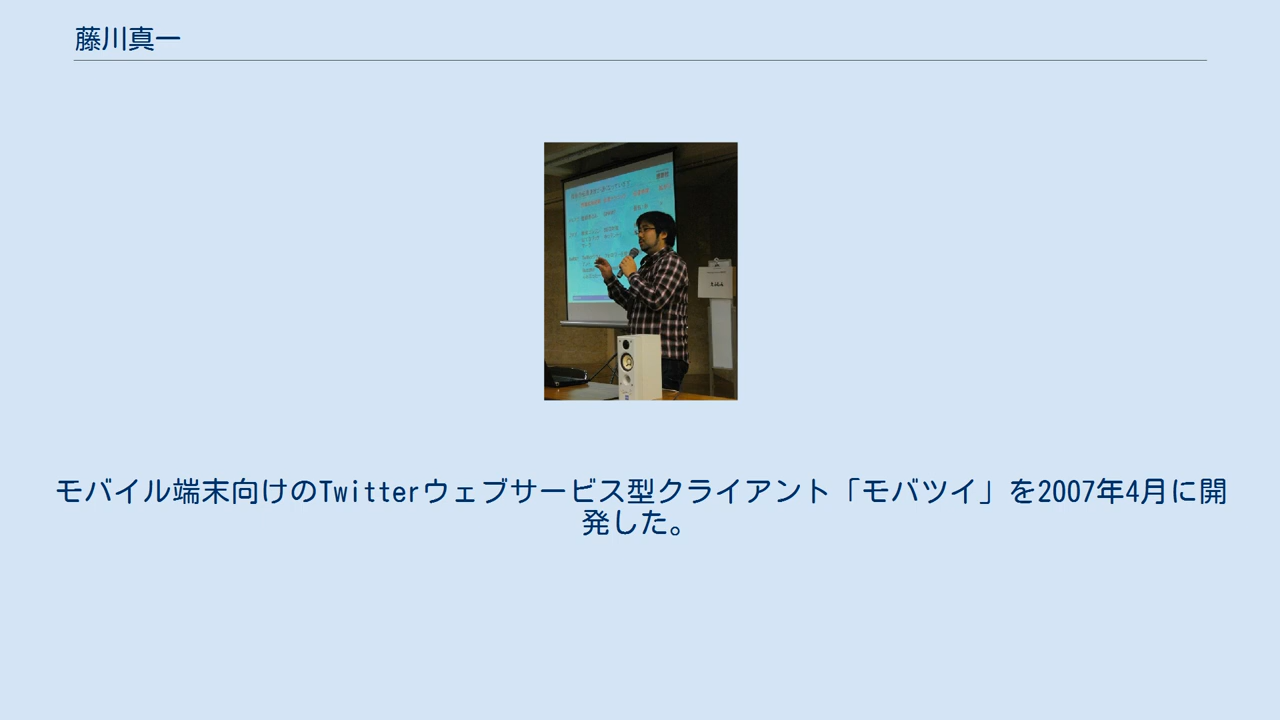 藤川真一
モバイル端末向けのTwitterウェブサービス型クライアント「モバツイ」を2007年4月に開
発した。